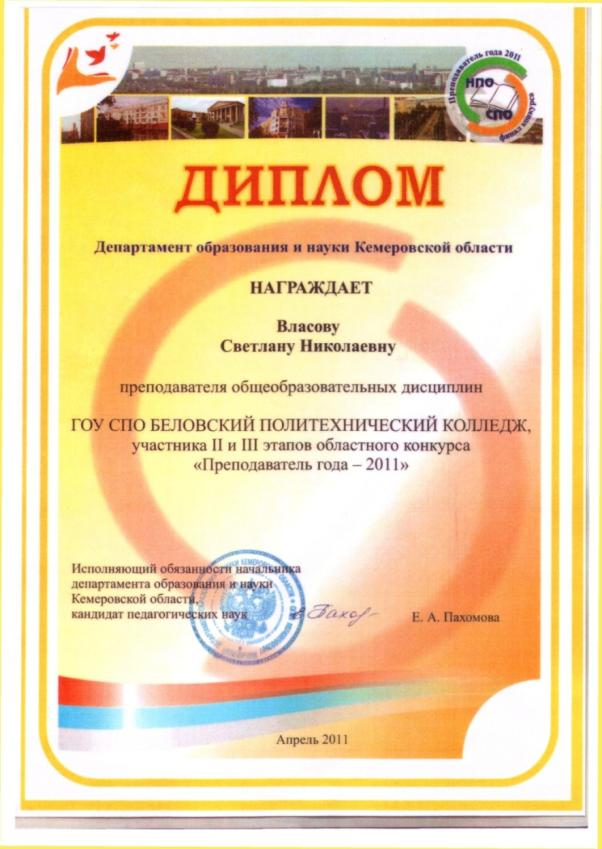 Преподаватель года 2011
НПО
СПО
ДИПЛОМ
Департамент образования и науки Кемеровской области
НАГРАЖДАЕТ
Власову
Светлану Николаевну
преподавателя общеобразовательных дисциплин
ГОУ СПО БЕЛОВСКИЙ ПОЛИТЕХНИЧЕСКИЙ КОЛЛЕДЖ,
участника II и III этапов областного конкурса
«Преподаватель года – 2011»
Исполняющий обязанности начальника
департамента образования и науки
Кемеровской области,
кандидат педагогических наук
Е. А. Пахомова
Апрель 2011